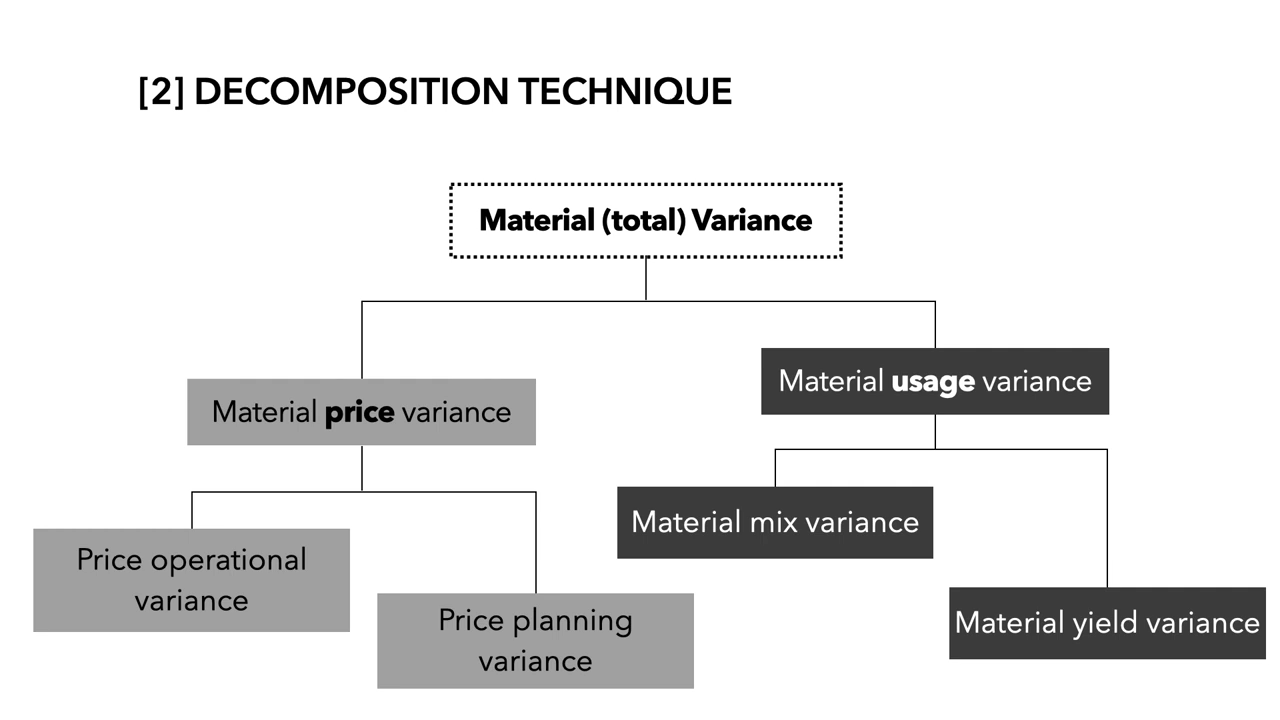 [2] DECOMPOSITION TECHNIQUE
Material (total) Variance
Material price variance
Material usage variance
Price operational
variance
Price planning
variance
Material mix variance
Material yield variance